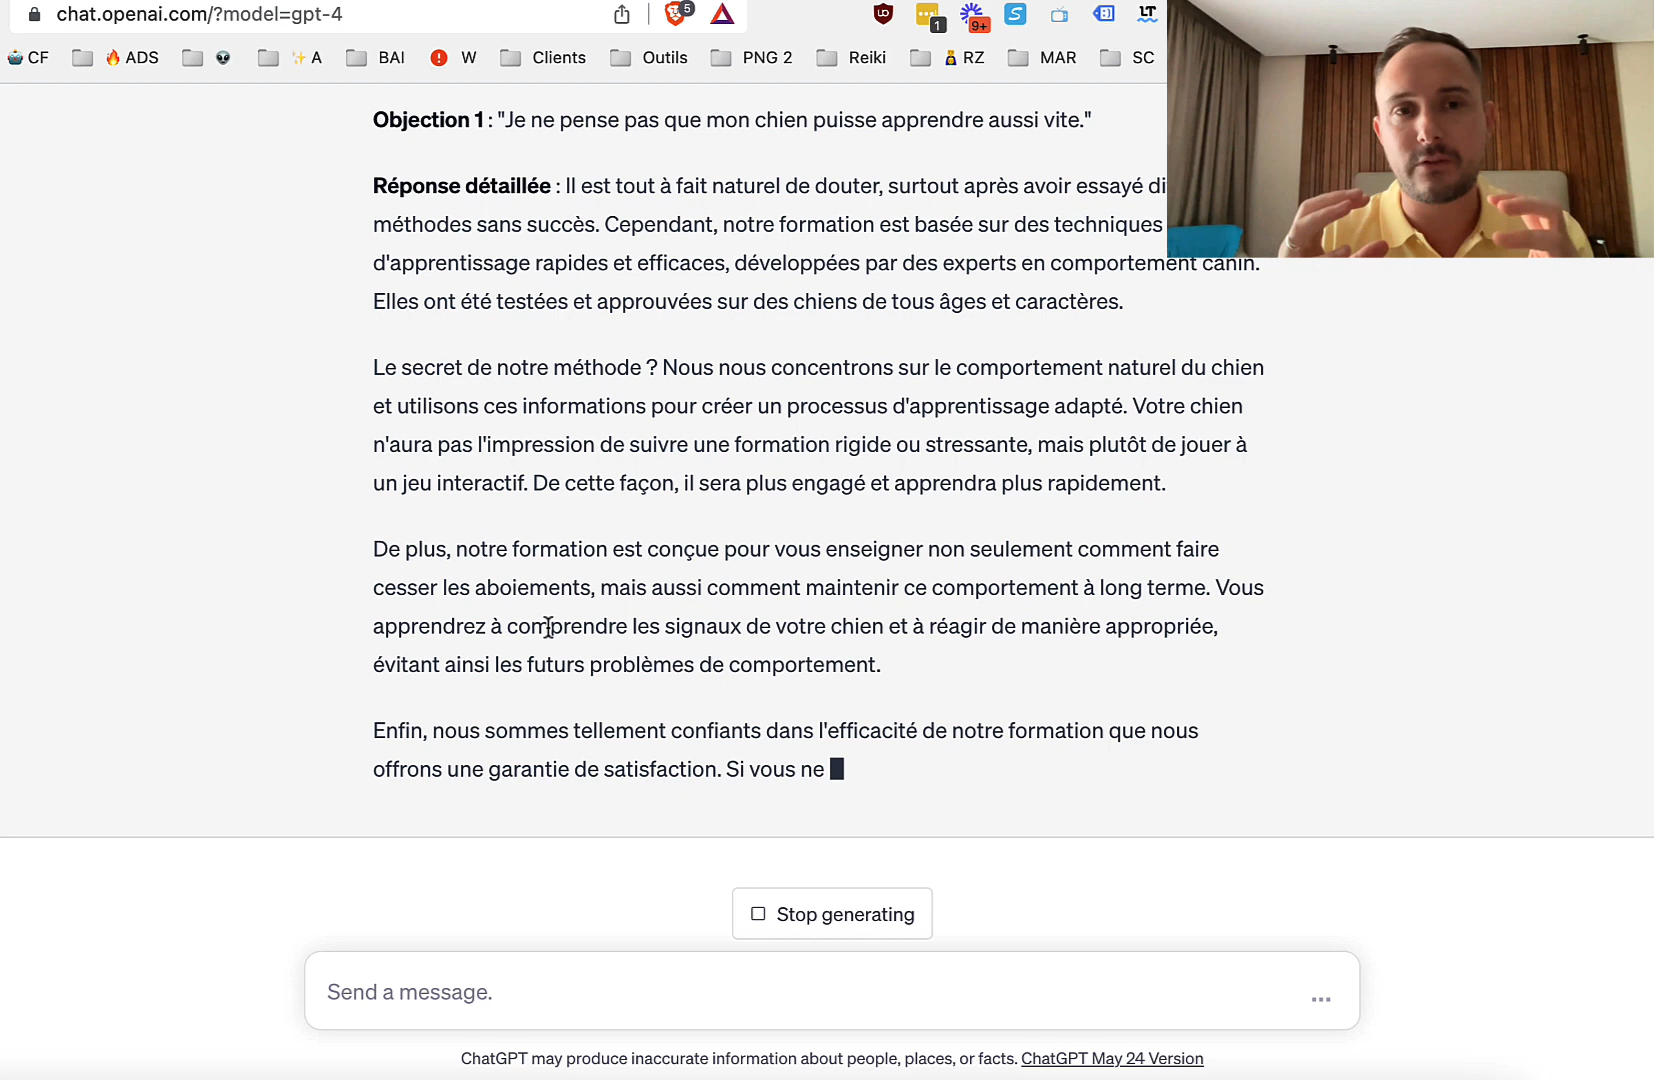 chat.openai.com/?model=gpt-4
5
1
9+
S
LT
CF
ADS
A
BAI
W
Clients
Outils
PNG 2
Reiki
RZ
MAR
SC
Objection 1 : "Je ne pense pas que mon chien puisse apprendre aussi vite."
Réponse détaillée : Il est tout à fait naturel de douter, surtout après avoir essayé
méthodes sans succès. Cependant, notre formation est basée sur des techniques
d'apprentissage rapides et efficaces, développées par des experts en comportement canin.
Elles ont été testées et approuvées sur des chiens de tous âges et caractères.
Le secret de notre méthode ? Nous nous concentrons sur le comportement naturel du chien
et utilisons ces informations pour créer un processus d'apprentissage adapté. Votre chien
n'aura pas l'impression de suivre une formation rigide ou stressante, mais plutôt de jouer à
un jeu interactif. De cette façon, il sera plus engagé et apprendra plus rapidement.
De plus, notre formation est conçue pour vous enseigner non seulement comment faire
cesser les aboiements, mais aussi comment maintenir ce comportement à long terme. Vous
apprendrez à comprendre les signaux de votre chien et à réagir de manière appropriée,
évitant ainsi les futurs problèmes de comportement.
Enfin, nous sommes tellement confiants dans l'efficacité de notre formation que nous
offrons une garantie de satisfaction. Si vous ne
Stop generating
Send a message.
ChatGPT may produce inaccurate information about people, places, or facts. ChatGPT May 24 Version